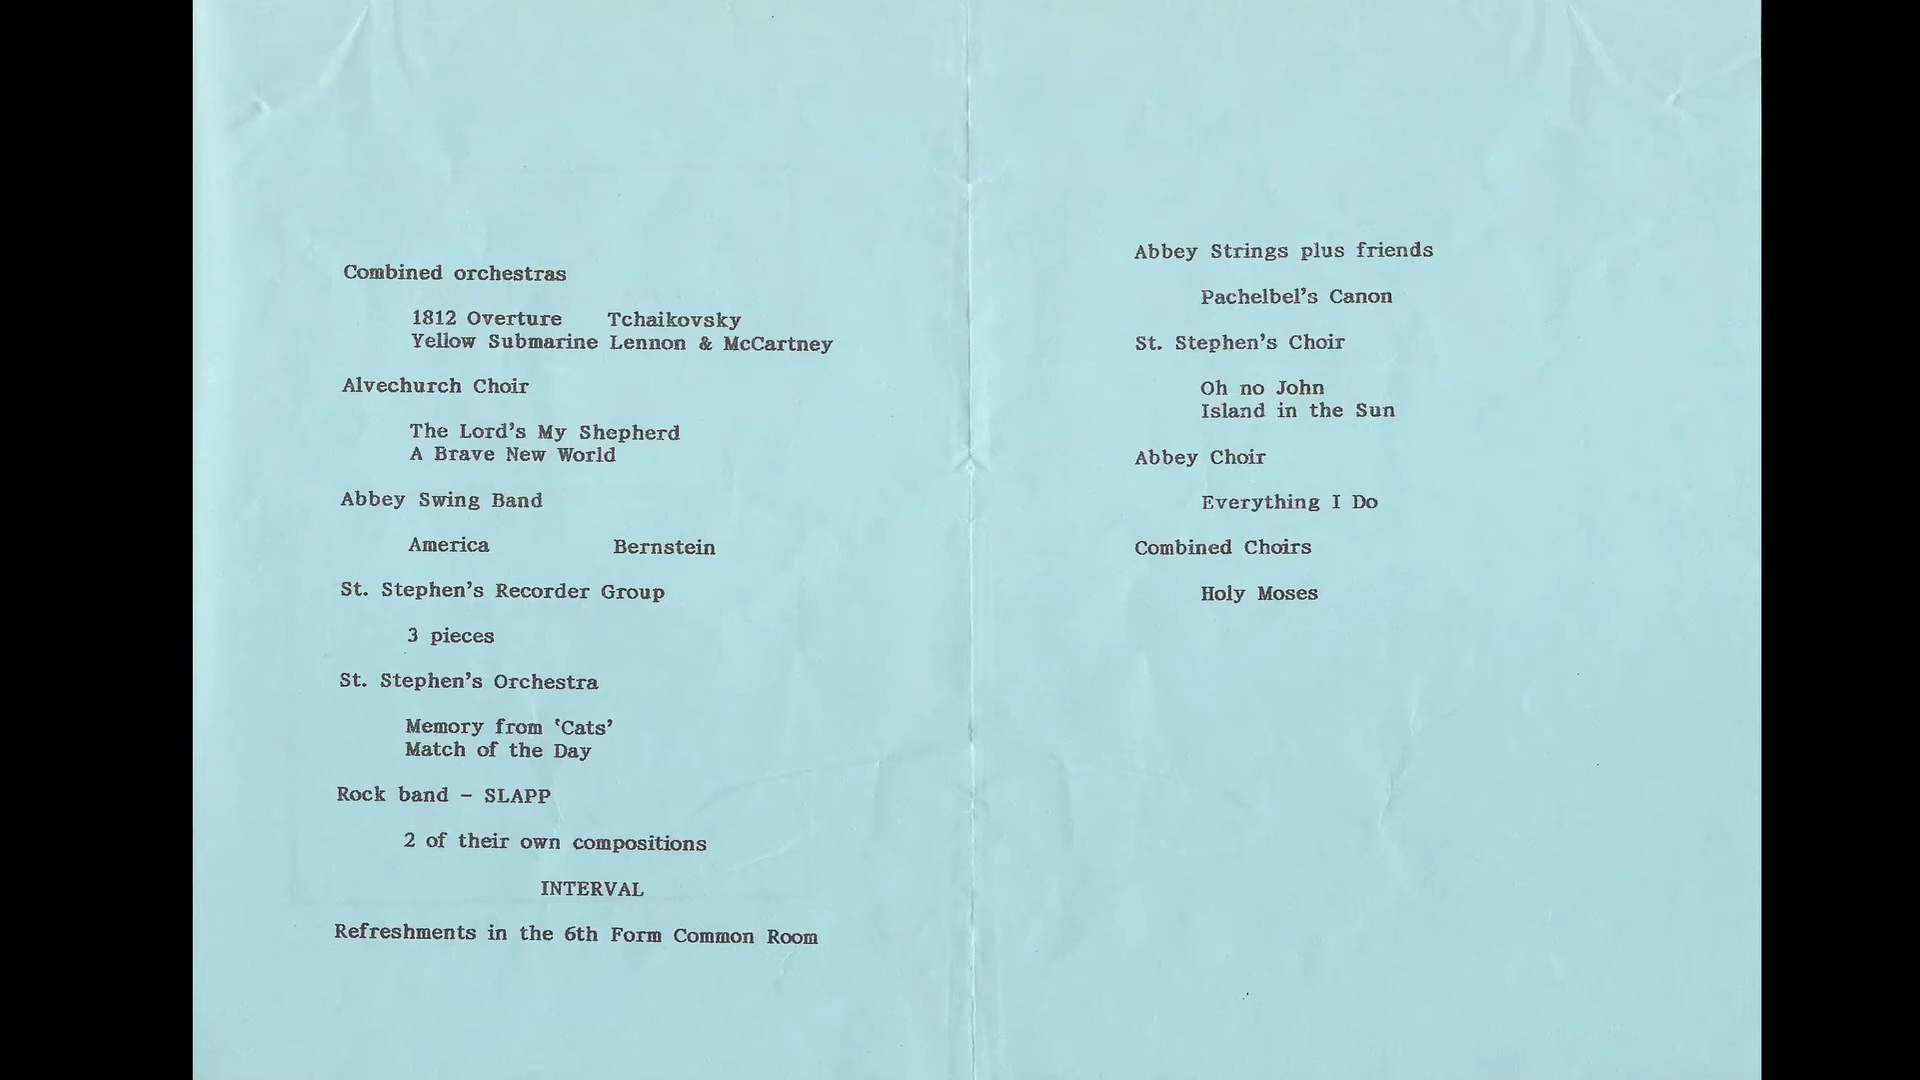 Combined orchestras
1812 Overture Tchaikovsky
Yellow Submarine Lennon & McCartney
Alvechurch Choir
The Lord's My Shepherd
A Brave New World
Abbey Swing Band
America Bernstein
St. Stephen's Recorder Group
3 pieces
St. Stephen's Orchestra
Memory from 'Cats'
Match of the Day
Rock band - SLAPP
2 of their own compositions
INTERVAL
Refreshments in the 6th Form Common Room
Abbey Strings plus friends
Pachelbel's Canon
St. Stephen's Choir
Oh no John
Island in the Sun
Abbey Choir
Everything I Do
Combined Choirs
Holy Moses